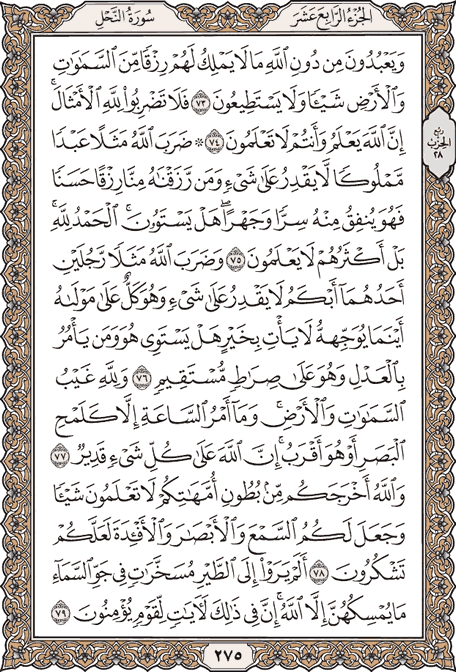 الجزء الرابع عشر
سورة النحل
وَيَعْبُدُونَ مِن دُونِ ٱللَّهِ مَا لَا يَمْلِكُ لَهُمْ رِزْقًا مِّنَ ٱلسَّمَٰوَٰتِ
وَٱلْأَرْضِ شَيْـًٔا وَلَا يَسْتَطِيعُونَ ٧٣ فَلَا تَضْرِبُوا۟ لِلَّهِ ٱلْأَمْثَالَ ۚ
إِنَّ ٱللَّهَ يَعْلَمُ وَأَنتُمْ لَا تَعْلَمُونَ ٧٤ * ضَرَبَ ٱللَّهُ مَثَلًا عَبْدًا
مَّمْلُوكًا لَّا يَقْدِرُ عَلَىٰ شَىْءٍ وَمَن رَّزَقْنَٰهُ مِنَّا رِزْقًا حَسَنًا
فَهُوَ يُنفِقُ مِنْهُ سِرًّا وَجَهْرًا ۖ هَلْ يَسْتَوُۥنَ ۚ ٱلْحَمْدُ لِلَّهِ ۚ
بَلْ أَكْثَرُهُمْ لَا يَعْلَمُونَ ٧٥ وَضَرَبَ ٱللَّهُ مَثَلًا رَّجُلَيْنِ
أَحَدُهُمَآ أَبْكَمُ لَا يَقْدِرُ عَلَىٰ شَىْءٍ وَهُوَ كَلٌّ عَلَىٰ مَوْلَىٰهُ
أَيْنَمَا يُوَجِّههُّ لَا يَأْتِ بِخَيْرٍ هَلْ يَسْتَوِى هُوَ وَمَن يَأْمُرُ
بِٱلْعَدْلِ وَهُوَ عَلَىٰ صِرَٰطٍ مُّسْتَقِيمٍ ٧٦ وَلِلَّهِ غَيْبُ
ٱلسَّمَٰوَٰتِ وَٱلْأَرْضِ ۚ وَمَآ أَمْرُ ٱلسَّاعَةِ إِلَّا كَلَمْحِ
ٱلْبَصَرِ أَوْ هُوَ أَقْرَبُ ۚ إِنَّ ٱللَّهَ عَلَىٰ كُلِّ شَىْءٍ قَدِيرٌ ٧٧
وَٱللَّهُ أَخْرَجَكُم مِّنۢ بُطُونِ أُمَّهَٰتِكُمْ لَا تَعْلَمُونَ شَيْـًٔا
وَجَعَلَ لَكُمُ ٱلسَّمْعَ وَٱلْأَبْصَٰرَ وَٱلْأَفْـِٔدَةَ لَعَلَّكُمْ
تَشْكُرُونَ ٧٨ أَلَمْ يَرَوْا۟ إِلَى ٱلطَّيْرِ مُسَخَّرَٰتٍ فِى جَوِّ ٱلسَّمَآءِ
مَا يُمْسِكُهُنَّ إِلَّا ٱللَّهُ ۗ إِنَّ فِى ذَٰلِكَ لَءَايَٰتٍ لِّقَوْمٍ يُؤْمِنُونَ ٧٩
ربع
الحزب
٢٨
٢٧٥